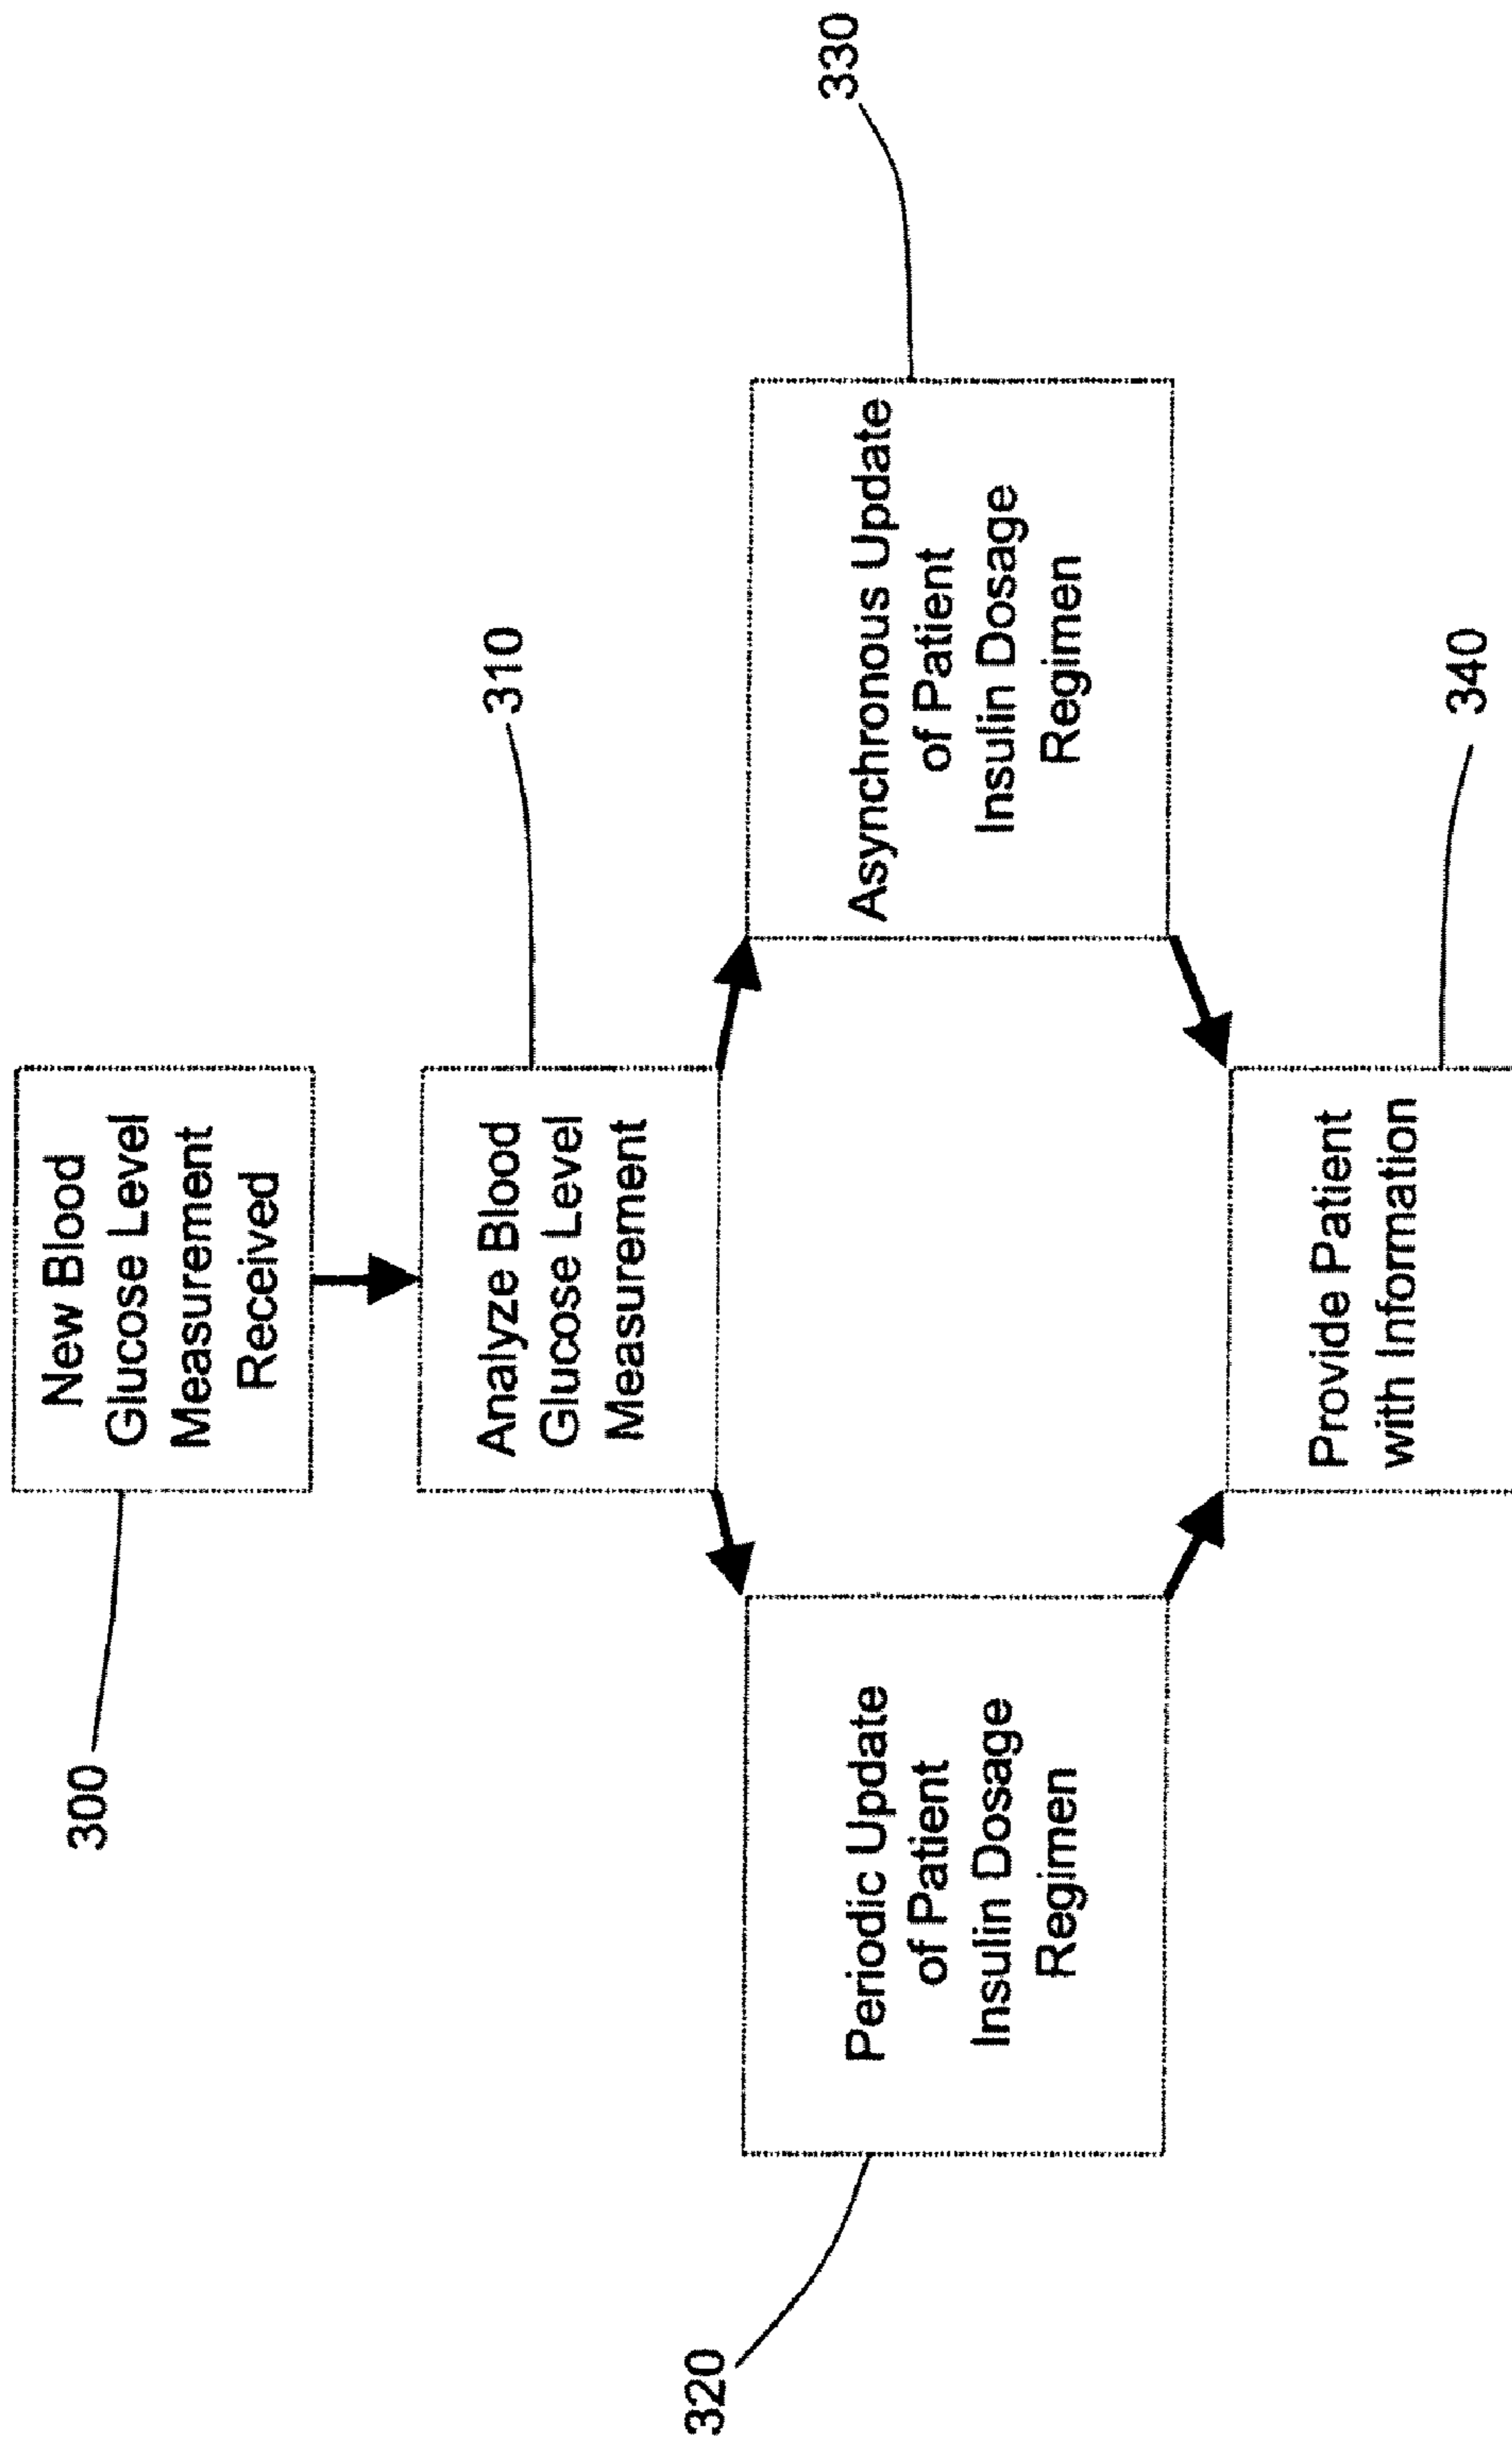 300
New Blood
Glucose Level
Measurement
Received
310
Analyze Blood
Glucose Level
Measurement
320
Periodic Update
of Patient
Insulin Dosage
Regimen
330
Asynchronous Update
of Patient
Insulin Dosage
Regimen
Provide Patient
with Information
340